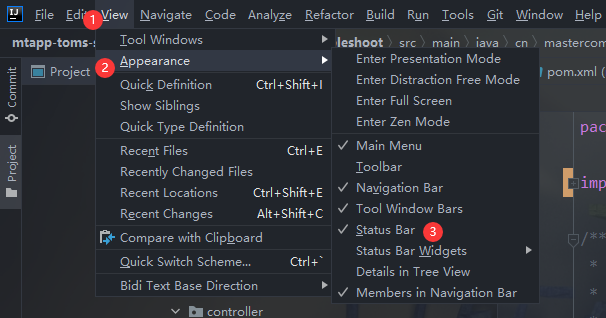 IJ File Edit View Navigate Code Analyze Refactor Build Run Tools Git Window
1
mtapp-toms-s
leshoot › src › main › java › cn › mastercom
Tool Windows
2
Appearance
Quick Definition Ctrl+Shift+I
Show Siblings
Quick Type Definition
Recent Files Ctrl+E
Recently Changed Files
Recent Locations Ctrl+Shift+E
Recent Changes Alt+Shift+C
Compare with Clipboard
Quick Switch Scheme... Ctrl+`
Bidi Text Base Direction
Enter Presentation Mode
Enter Distraction Free Mode
Enter Full Screen
Enter Zen Mode
Main Menu
Toolbar
Navigation Bar
Tool Window Bars
Status Bar
3
Status Bar Widgets
Details in Tree View
Members in Navigation Bar
Commit
Project
Project
controller
pom.xml
pac
imp
/**
*
*